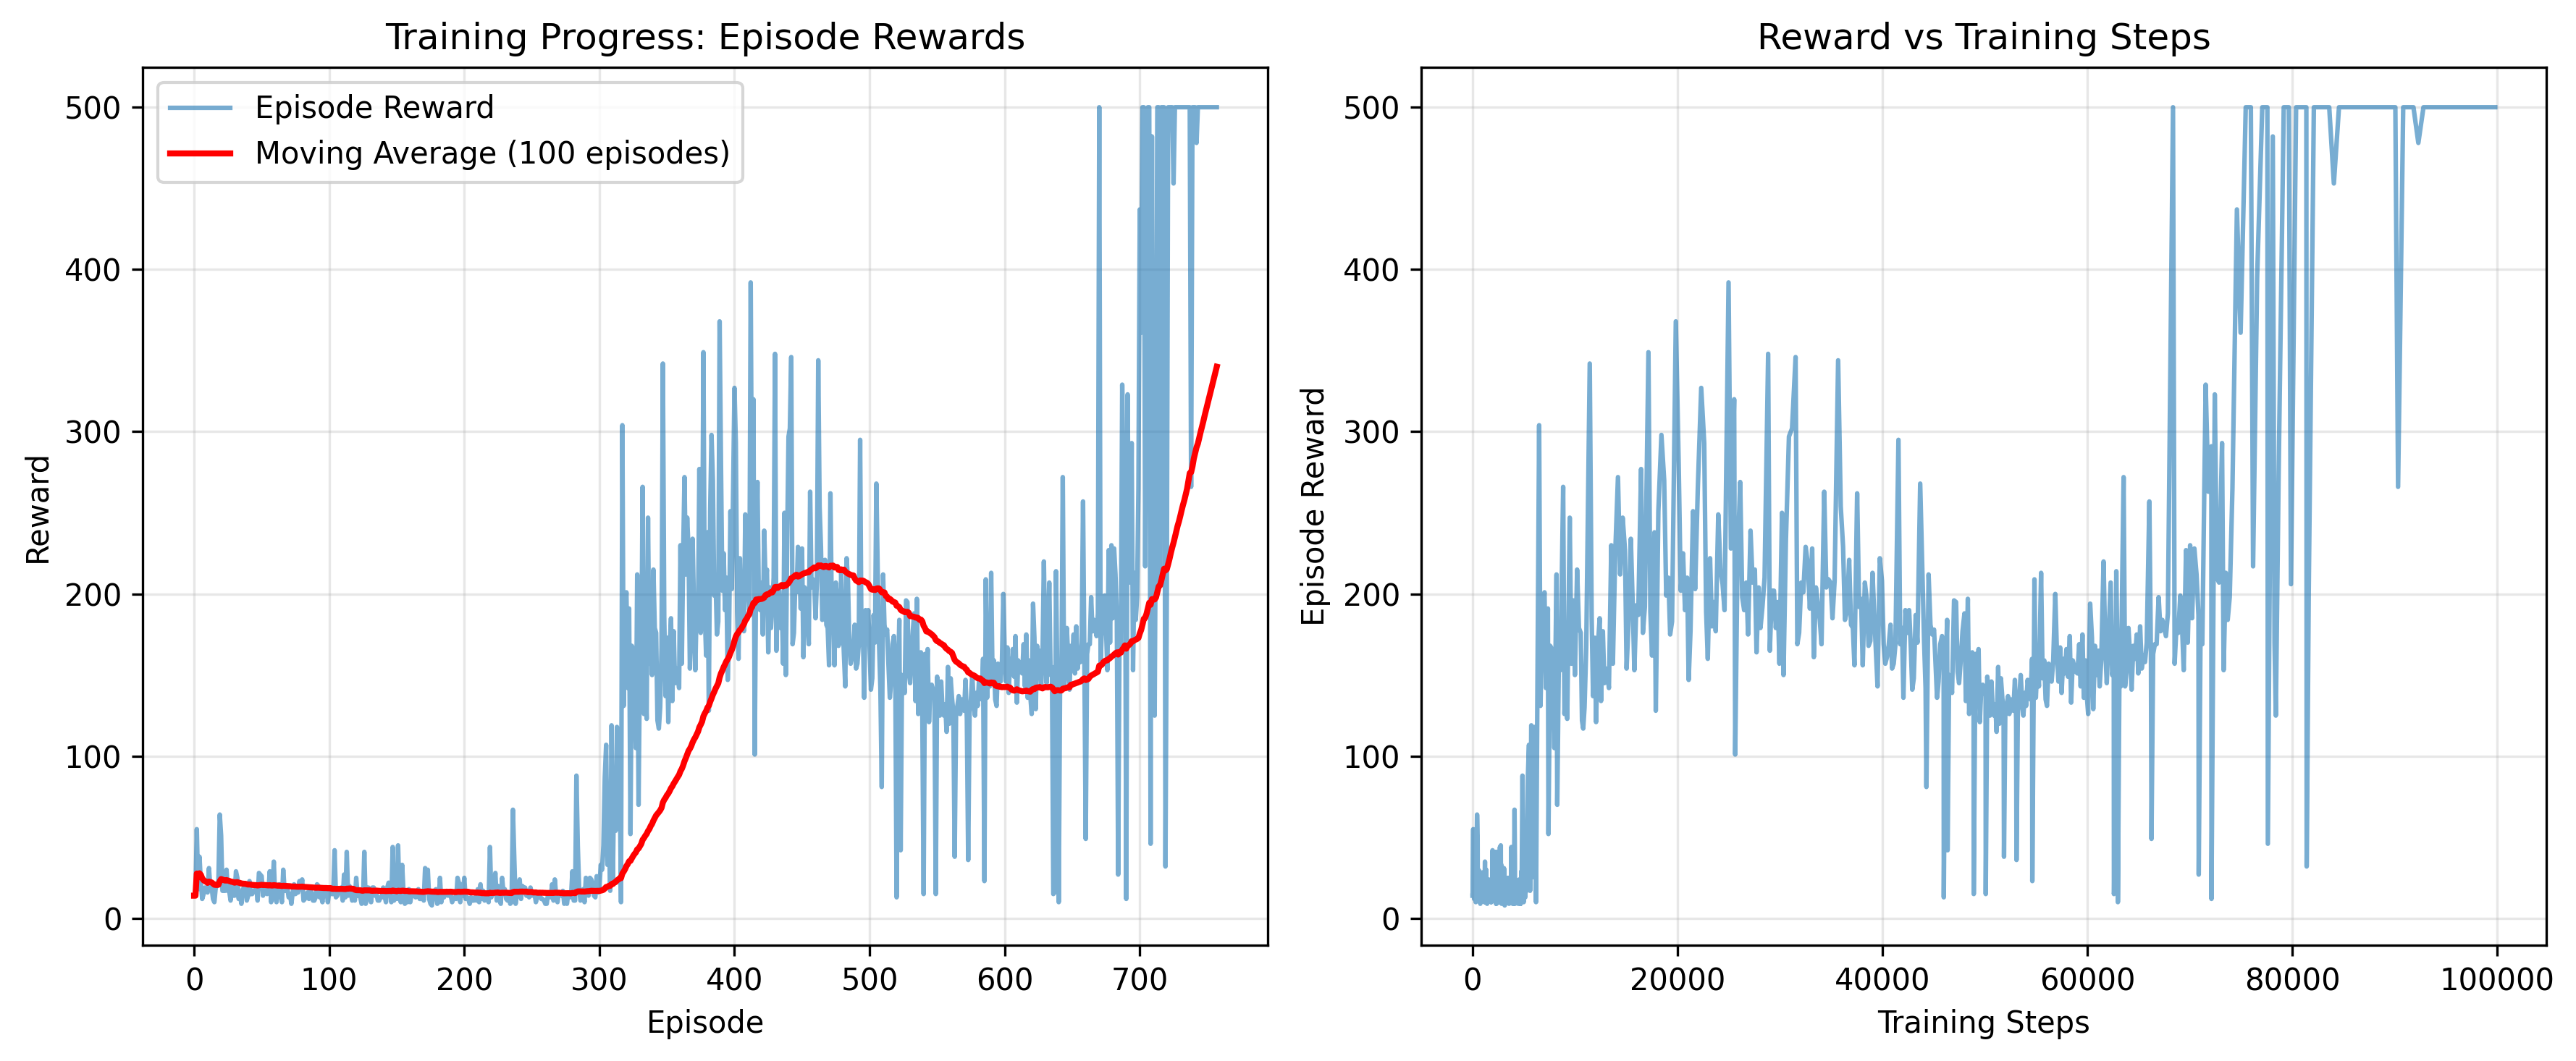 Training Progress: Episode Rewards
Episode Reward
Moving Average (100 episodes)
Reward
500
400
300
200
100
0
0 100 200 300 400 500 600 700
Episode
Reward vs Training Steps
Episode Reward
500
400
300
200
100
0
0 20000 40000 60000 80000 100000
Training Steps